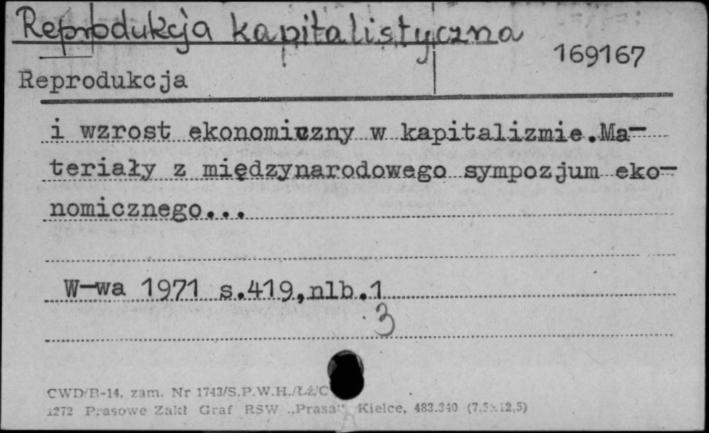 Reprodukcja kapitalistyczna
169167
Reprodukcja
i wzrost ekonomiczny w kapitalizmie.Ma-
teriały z międzynarodowego sympozjum eko-
nomicznego...
W-wa 1971 s.419,nlb.1
3
CWD/B-14. zam. Nr 1743/S.P.W.H./Łź/C
1272 Prasowe Zakł Graf RSW „Prasa" Kielce, 483.340 (7,5x12,5)